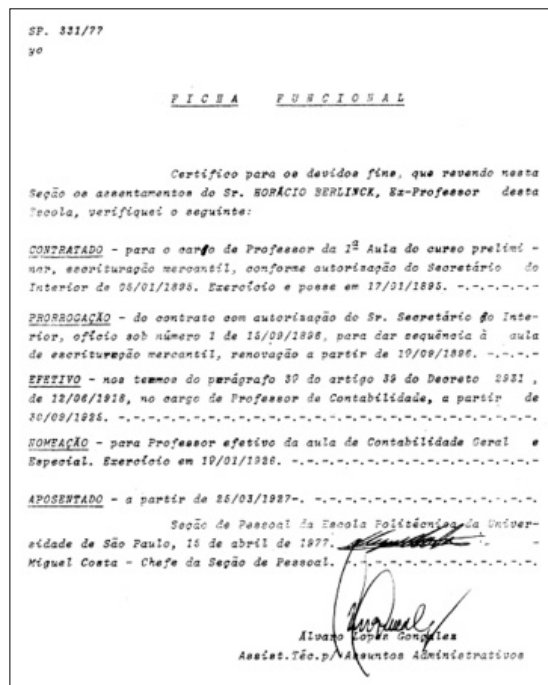 SP. 331/77
yo
FICHA FUNCIONAL
Certifico para os devidos fins, que revendo nesta
Seção os assentamentos do Sr. HORÁCIO BERLINCK, Ex-Professor desta
Escola, verifiquei o seguinte:
CONTRATADO - para o cargo de Professor da 1ª Aula do curso prelimi -
nar, escrituração mercantil, conforme autorização do Secretário do
Interior de 05/01/1895. Exercício e posse em 17/01/1895. -.-.-.-.-.-
PRORROGAÇÃO - do contrato com autorização do Sr. Secretário do Inte-
rior, ofício sob número 1 de 15/09/1896, para dar sequência à aula
de escrituração mercantil, renovação a partir de 19/09/1896. -.-.-.-
EFETIVO - nos termos do parágrafo 3º do artigo 39 do Decreto 2931 ,
de 12/06/1918, no cargo de Professor de Contabilidade, a partir de
30/09/1925. -.-.-.-.-.-.-.-.-.-.-.-.-.-.-.-.-.-.-.-.-.-.-.-.-
NOMEAÇÃO - para Professor efetivo da aula de Contabilidade Geral e
Especial. Exercício em 19/01/1926. -.-.-.-.-.-.-.-.-.-.-.-.-.-
APOSENTADO - a partir de 25/03/1927-. -.-.-.-.-.-.-.-.-.-.-.-.-
Seção de Pessoal da Escola Politécnica da Univer-
sidade de São Paulo, 15 de abril de 1977.
Miguel Costa - Chefe da Seção de Pessoal. -.-.-.-.-.-.-.-.-.-
Álvaro Lopes Gonçalez
Assist.Téc.p/ Assuntos Administrativos